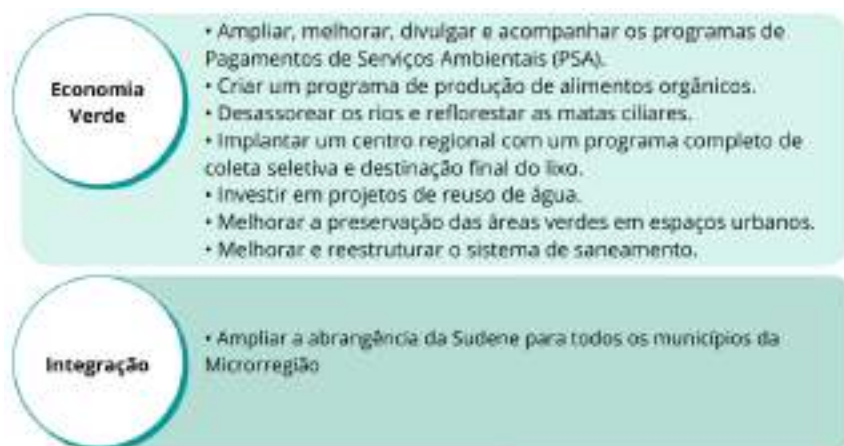 Economia
Verde
• Ampliar, melhorar, divulgar e acompanhar os programas de
Pagamentos de Serviços Ambientais (PSA).
• Criar um programa de produção de alimentos orgânicos.
• Desassorear os rios e reflorestar as matas ciliares.
• Implantar um centro regional com um programa completo de
coleta seletiva e destinação final do lixo.
• Investir em projetos de reuso de água.
• Melhorar a preservação das áreas verdes em espaços urbanos.
• Melhorar e reestruturar o sistema de saneamento.
Integração
• Ampliar a abrangência da Sudene para todos os municípios da
Microrregião